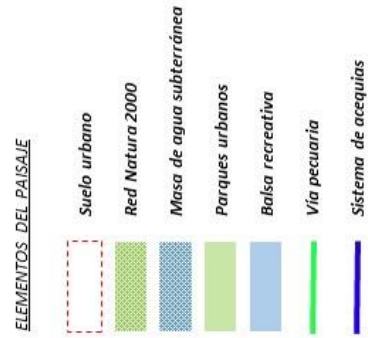 ELEMENTOS DEL PAISAJE
Suelo urbano
Red Natura 2000
Masa de agua subterránea
Parques urbanos
Balsa recreativa
Vía pecuaria
Sistema de acequias